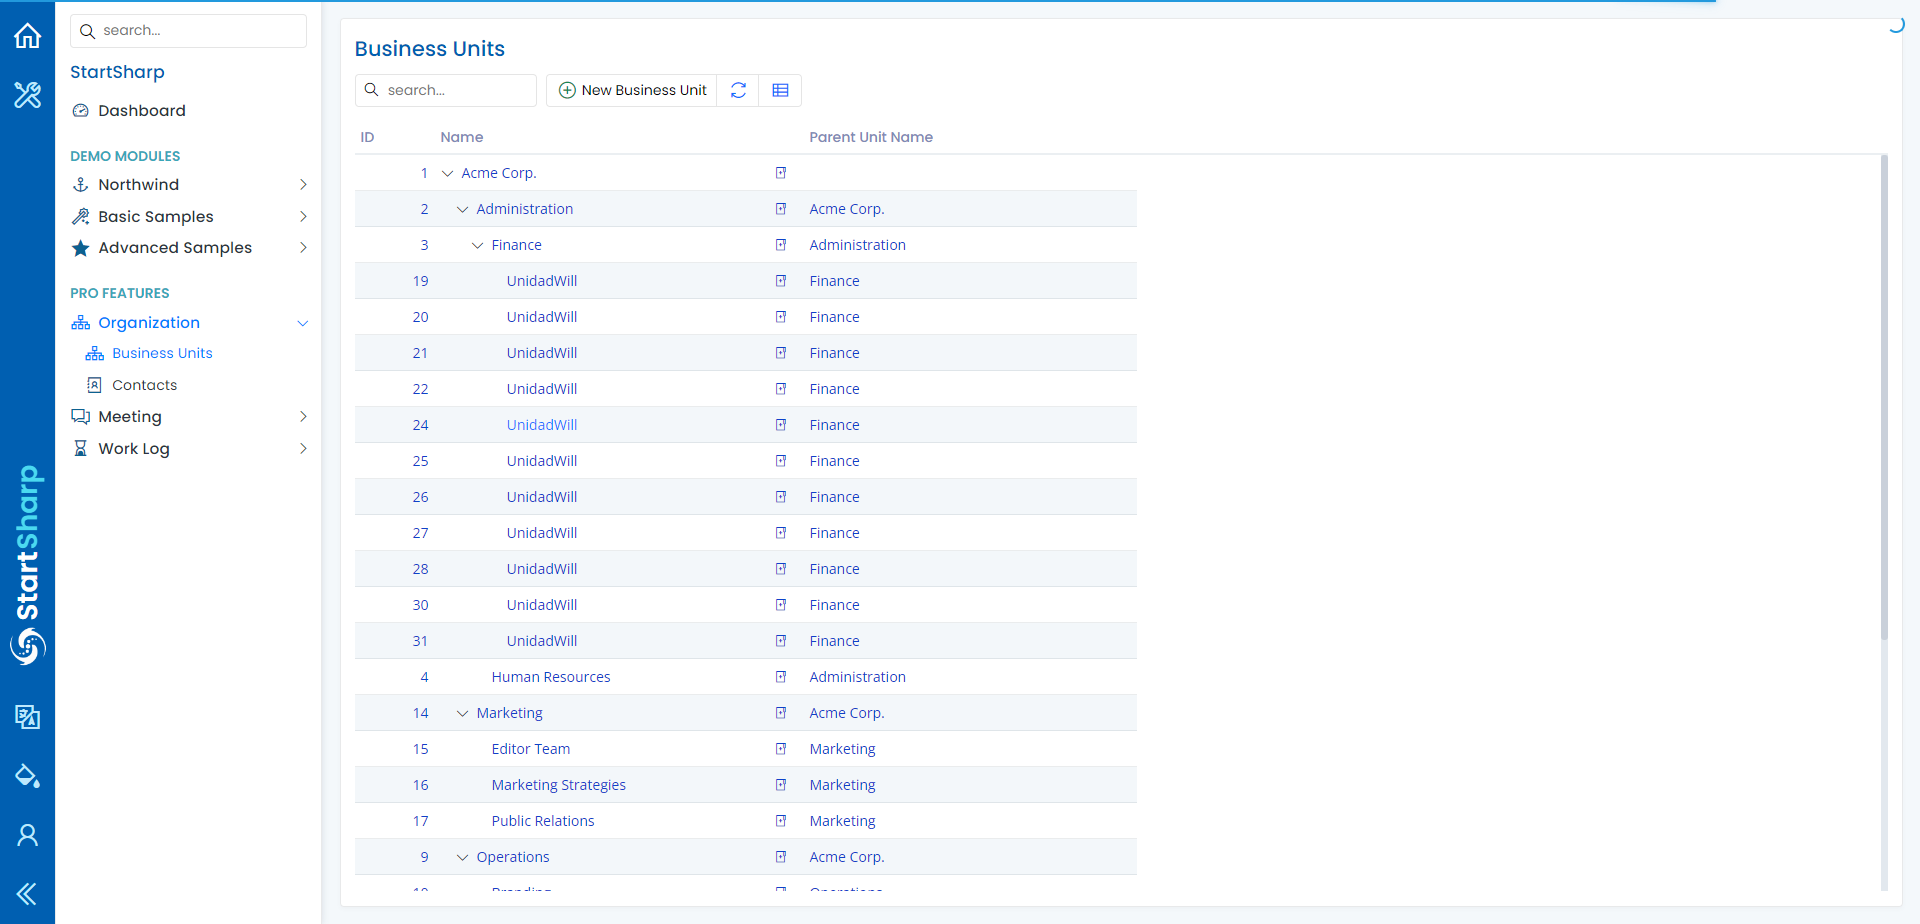 search...
StartSharp
Dashboard
DEMO MODULES
Northwind
Basic Samples
Advanced Samples
PRO FEATURES
Organization
Business Units
Contacts
Meeting
Work Log
StartSharp
Business Units
search...
New Business Unit
ID Name Parent Unit Name
1 Acme Corp.
2 Administration Acme Corp.
3 Finance Administration
19 UnidadWill Finance
20 UnidadWill Finance
21 UnidadWill Finance
22 UnidadWill Finance
24 UnidadWill Finance
25 UnidadWill Finance
26 UnidadWill Finance
27 UnidadWill Finance
28 UnidadWill Finance
30 UnidadWill Finance
31 UnidadWill Finance
4 Human Resources Administration
14 Marketing Acme Corp.
15 Editor Team Marketing
16 Marketing Strategies Marketing
17 Public Relations Marketing
9 Operations Acme Corp.
Branding Operations